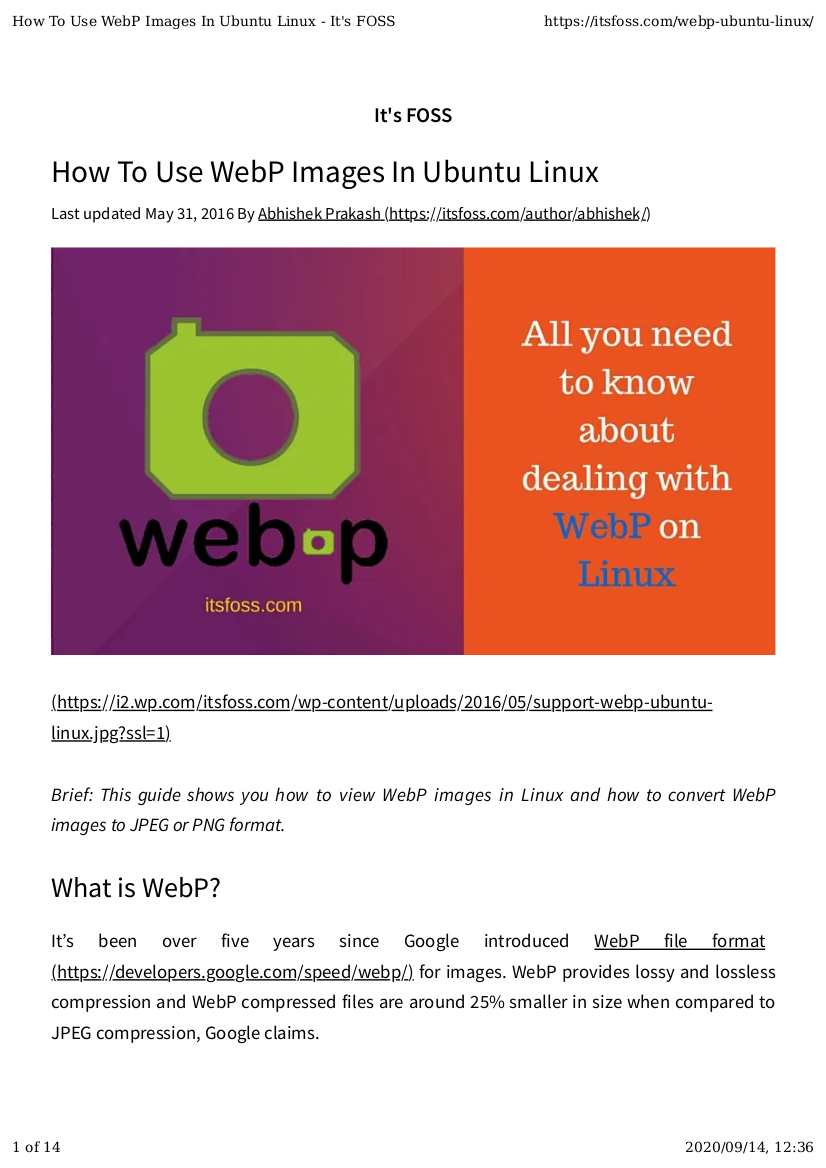 How To Use WebP Images In Ubuntu Linux - It's FOSS
https://itsfoss.com/webp-ubuntu-linux/
It's FOSS
How To Use WebP Images In Ubuntu Linux
Last updated May 31, 2016 By Abhishek Prakash (https://itsfoss.com/author/abhishek/)
webp
itsfoss.com
All you need
to know
about
dealing with
WebP on
Linux
(https://i2.wp.com/itsfoss.com/wp-content/uploads/2016/05/support-webp-ubuntu-
linux.jpg?ssl=1)
Brief: This guide shows you how to view WebP images in Linux and how to convert WebP
images to JPEG or PNG format.
What is WebP?
It’s been over five years since Google introduced WebP file format
(https://developers.google.com/speed/webp/) for images. WebP provides lossy and lossless
compression and WebP compressed files are around 25% smaller in size when compared to
JPEG compression, Google claims.
1 of 14
2020/09/14, 12:36